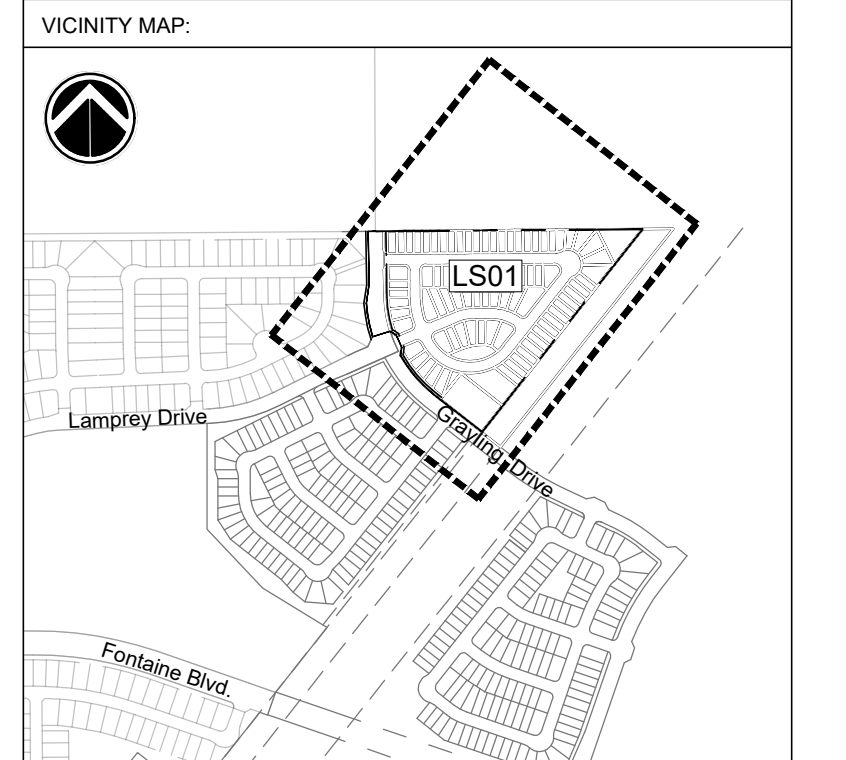 VICINITY MAP:
LS01
Lamprey Drive
Grayling Drive
Fontaine Blvd.